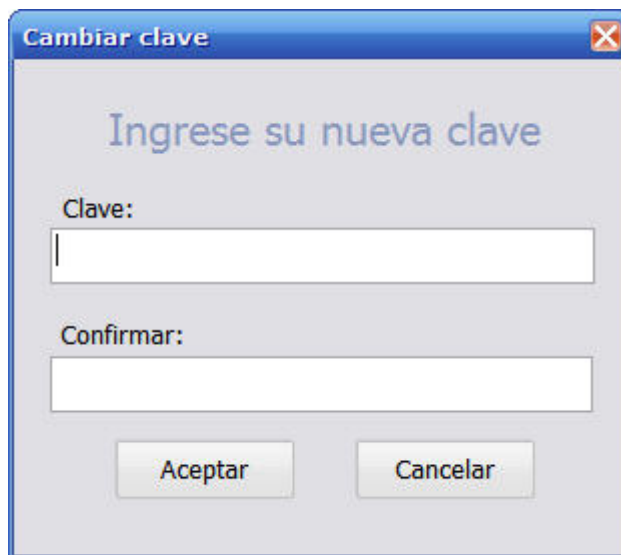 Cambiar clave
Ingrese su nueva clave
Clave:
Confirmar:
Aceptar
Cancelar